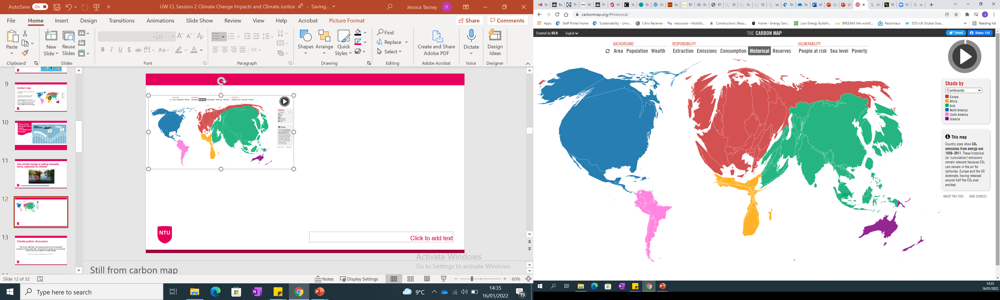 AutoSave On
UW CL Session 2 Climate Change Impacts and Climate Justice - Saving...
Jessica Tasney JT
File Home Insert Design Transitions Animations Slide Show Review View Help Acrobat Picture Format Share Comments
Paste
New Slide
Reuse Slides
25
Shapes
Arrange
Quick Styles
Find
Replace
Select
Create and Share Adobe PDF
Dictate
Design Ideas
Clipboard Slides Font Paragraph Drawing Editing Adobe Acrobat Voice Designer
9
Carbon map
10
This is a hard-hitting film about climate vulnerability and inequality
11
How climate change is making inequality worse, especially for children
12
13
Climate justice: discussion
NTU
Click to add text
Activate Windows
Go to Settings to activate Windows.
Still from carbon map
Slide 12 of 32
Notes Display Settings 60%
Type here to search
9°C
14:35
16/01/2022
19
carbonmap.org/#Historical
Apps Staff Portal Home Sustainability - Univ... Citrix Receiver resources – Mobilit... Construction | Reso... Home - Energy Savi... Low Energy Buildin... BREEAM: the world'... Passivhaus SOS-UK Global Goa... » Reading list
Created by KILN English
THE CARBON MAP
Tweet Share 130
BACKGROUND
Area Population Wealth
RESPONSIBILITY
Extraction Emissions Consumption Historical Reserves
VULNERABILITY
People at risk Sea level Poverty
Shade by
Continents
Europe
Africa
Asia
North America
South America
Oceania
This map
Country sizes show CO₂
emissions from energy use
1850–2011. These historical
(or 'cumulative') emissions
remain relevant because CO₂
can remain in the air for
centuries. Europe and the US
dominate, having released
around half the CO₂ ever
emitted.
ABOUT THIS TOOL DATA SOURCES
14:35
16/01/2022